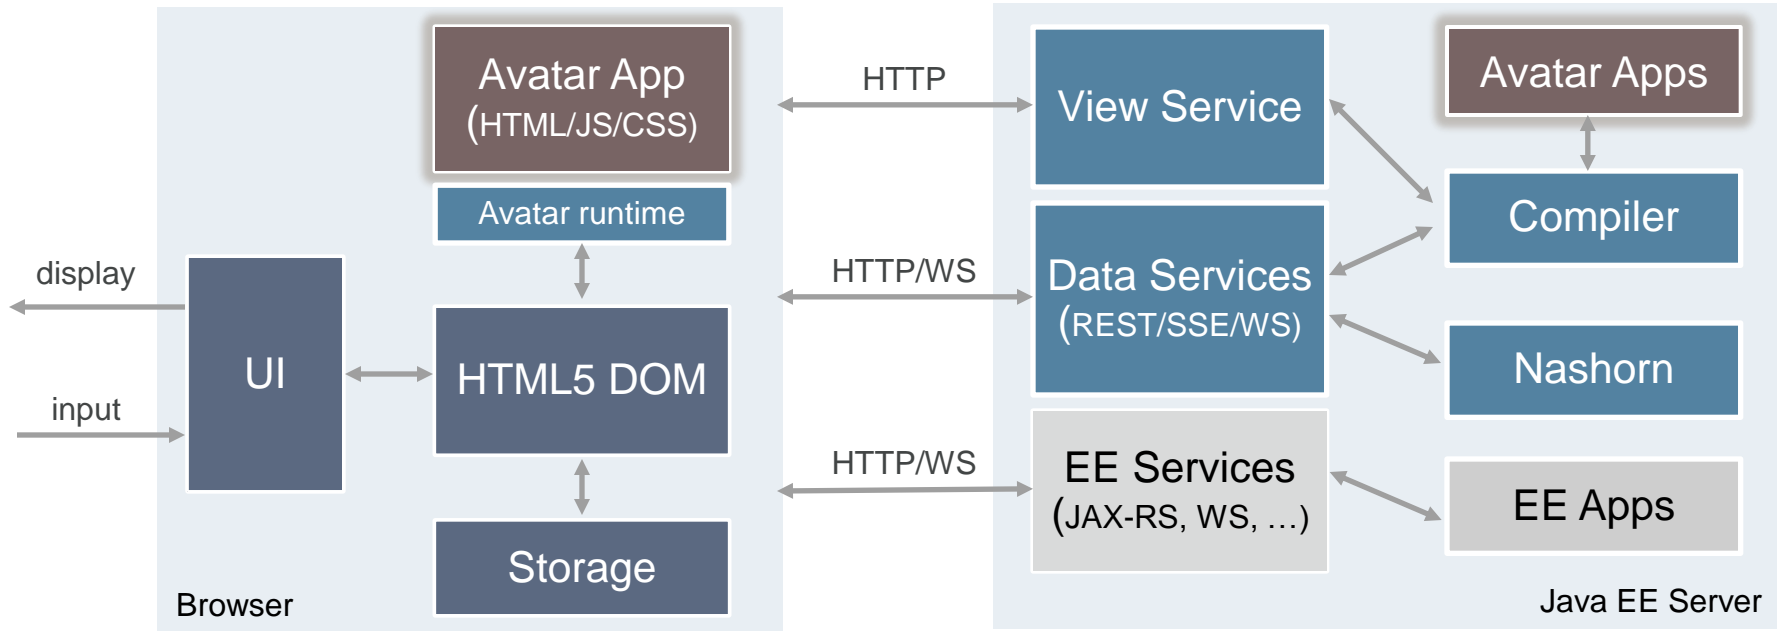 display
input
Avatar App
(HTML/JS/CSS)
Avatar runtime
UI
HTML5 DOM
Storage
Browser
HTTP
HTTP/WS
HTTP/WS
View Service
Data Services
(REST/SSE/WS)
EE Services
(JAX-RS, WS, …)
Avatar Apps
Compiler
Nashorn
EE Apps
Java EE Server